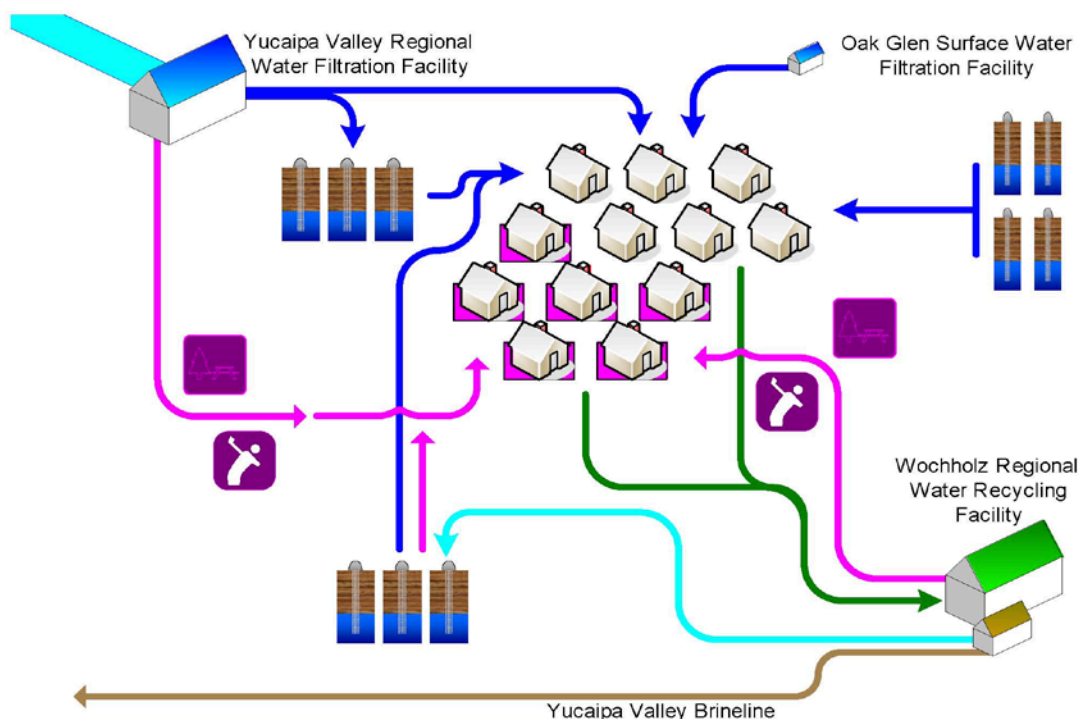 Yucaipa Valley Regional
Water Filtration Facility
Oak Glen Surface Water
Filtration Facility
Wochholz Regional
Water Recycling
Facility
Yucaipa Valley Brineline